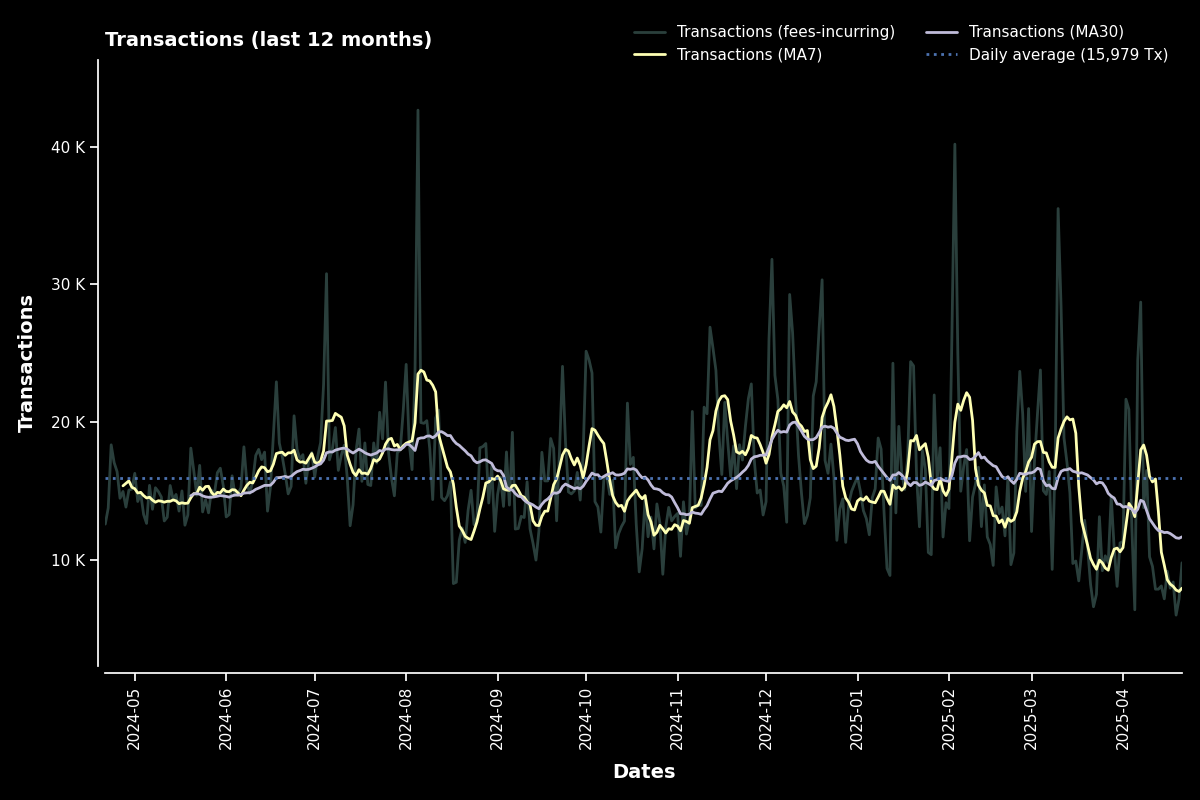 Transactions (last 12 months)
Transactions (fees-incurring)
Transactions (MA7)
Transactions (MA30)
Daily average (15,979 Tx)
Transactions
40 K
30 K
20 K
10 K
2024-05
2024-06
2024-07
2024-08
2024-09
2024-10
2024-11
2024-12
2025-01
2025-02
2025-03
2025-04
Dates